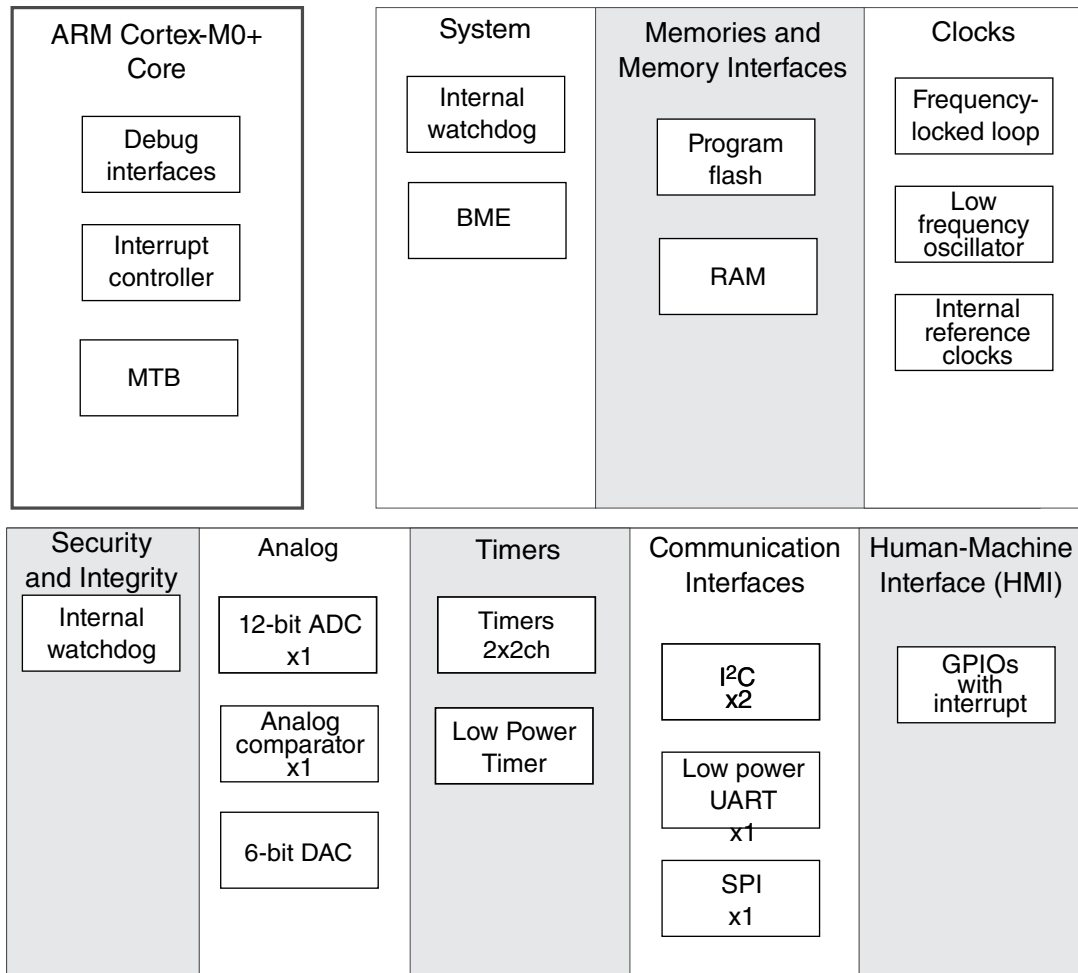 ARM Cortex-M0+
Core
Debug
interfaces
Interrupt
controller
MTB
System
Internal
watchdog
BME
Memories and
Memory Interfaces
Program
flash
RAM
Clocks
Frequency-
locked loop
Low
frequency
oscillator
Internal
reference
clocks
Security
and Integrity
Internal
watchdog
Analog
12-bit ADC
x1
Analog
comparator
x1
6-bit DAC
Timers
Timers
2x2ch
Low Power
Timer
Communication
Interfaces
I²C
x2
Low power
UART
x1
SPI
x1
Human-Machine
Interface (HMI)
GPIOs
with
interrupt